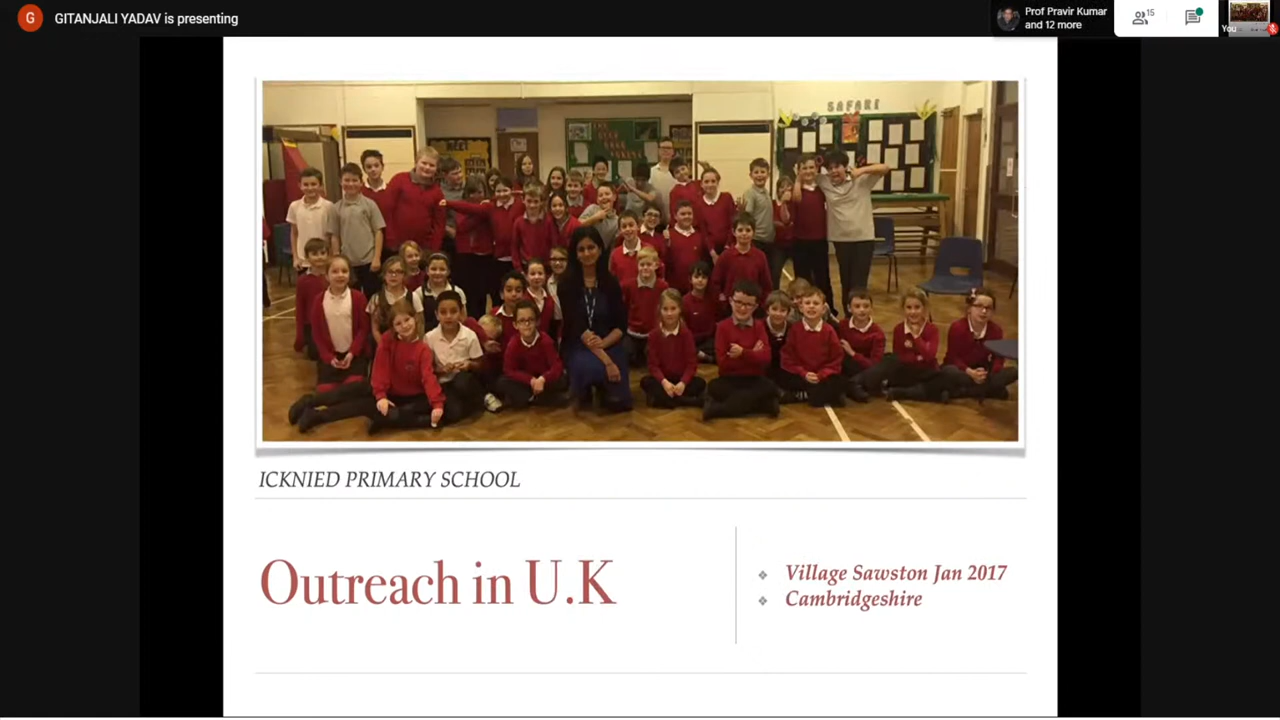 G GITANJALI YADAV is presenting
Prof Pravir Kumar
and 12 more
15
You
SAFARI
ICKNIED PRIMARY SCHOOL
Outreach in U.K
❖ Village Sawston Jan 2017
❖ Cambridgeshire